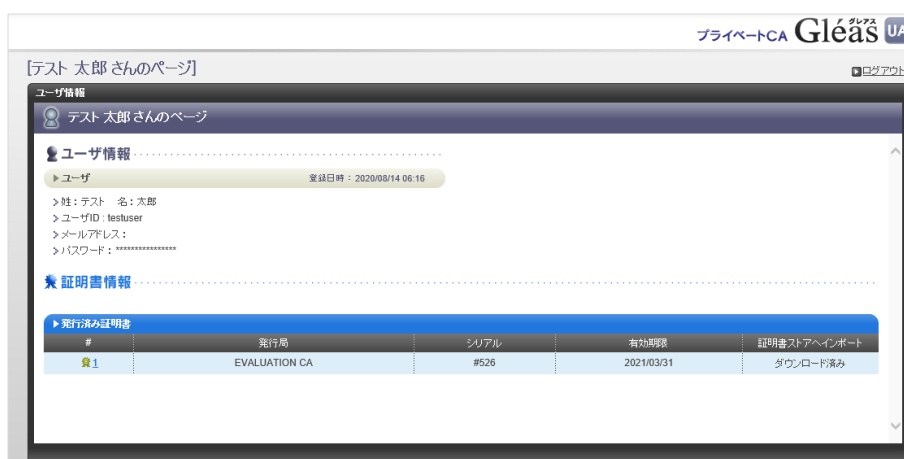 プライベートCA Gléas グレアス UA
[テスト 太郎 さんのページ]
ログアウト
ユーザ情報
テスト 太郎 さんのページ
ユーザ情報
ユーザ 登録日時：2020/08/14 06:16
姓：テスト 名：太郎
ユーザID : testuser
メールアドレス：
パスワード：***************
証明書情報
発行済み証明書
# 発行局 シリアル 有効期限 証明書ストアへインポート
1 EVALUATION CA #526 2021/03/31 ダウンロード済み